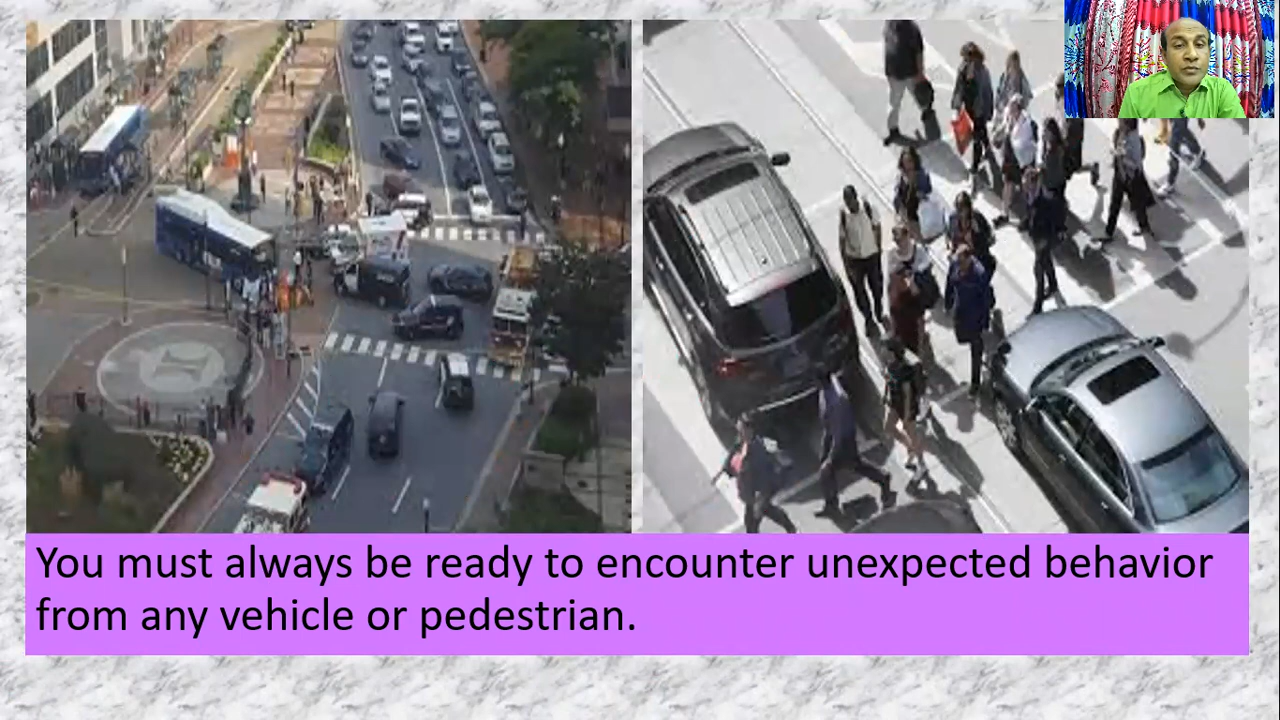 You must always be ready to encounter unexpected behavior
from any vehicle or pedestrian.